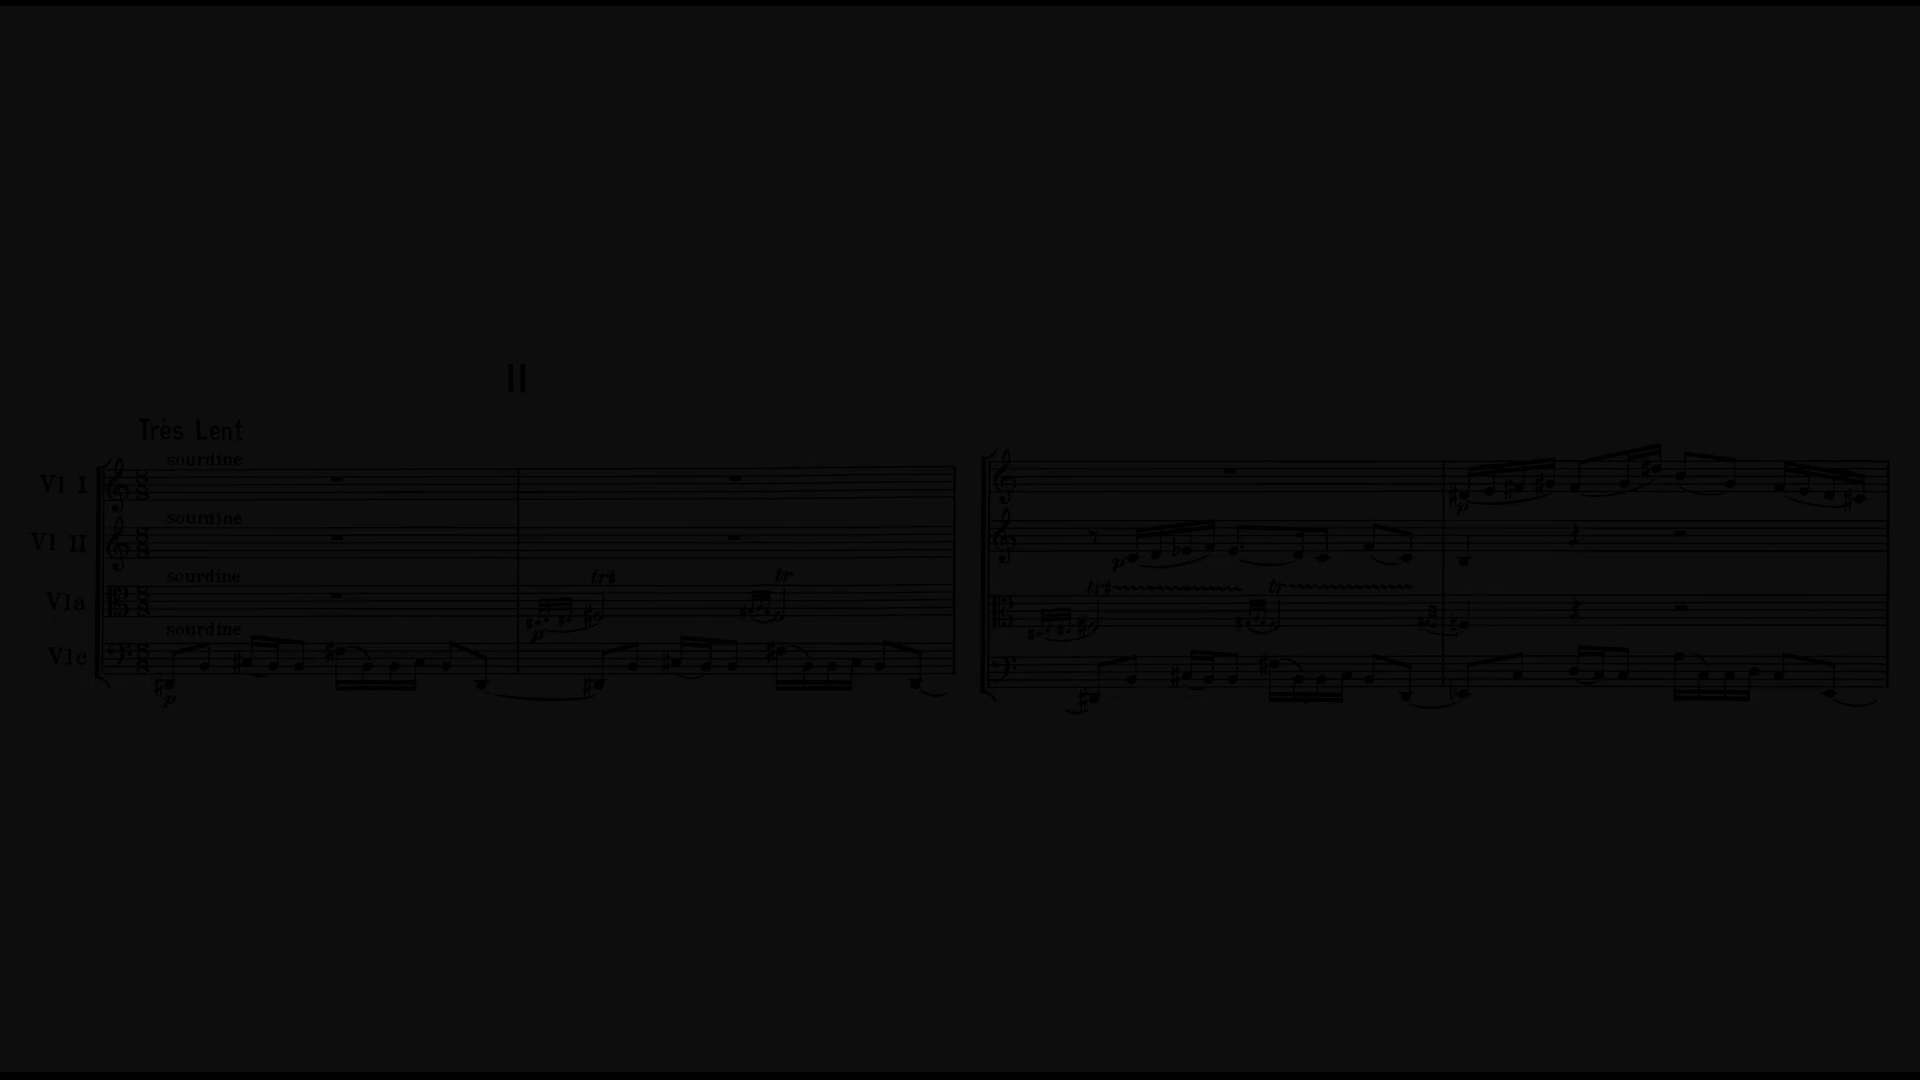 II
Très Lent
sourdine
Vl I
sourdine
Vl II
sourdine
tr
tr
Vla
p
sourdine
Vlc
p
p
p
tr
tr